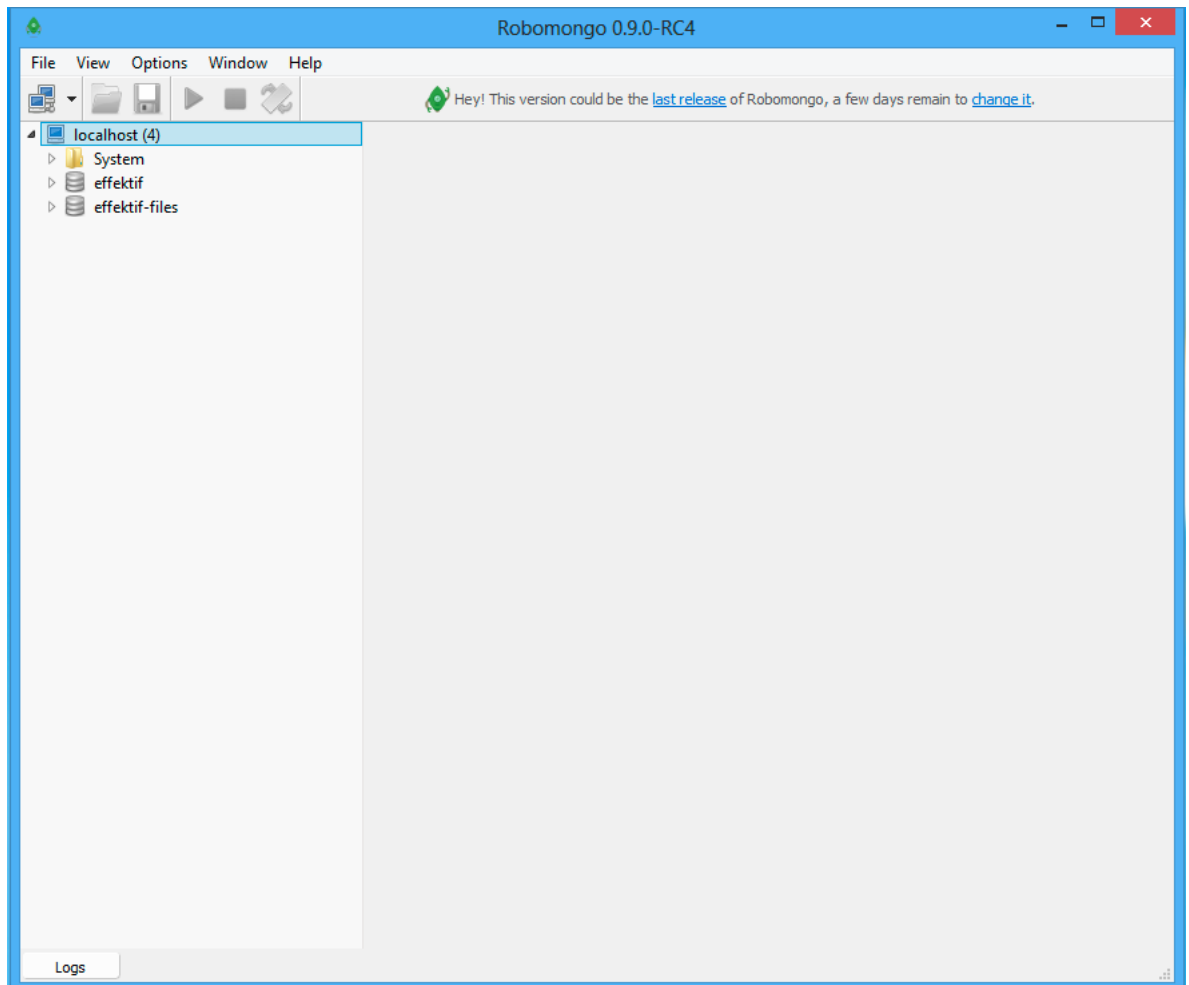 Robomongo 0.9.0-RC4
File View Options Window Help
Hey! This version could be the last release of Robomongo, a few days remain to change it.
localhost (4)
System
effektif
effektif-files
Logs